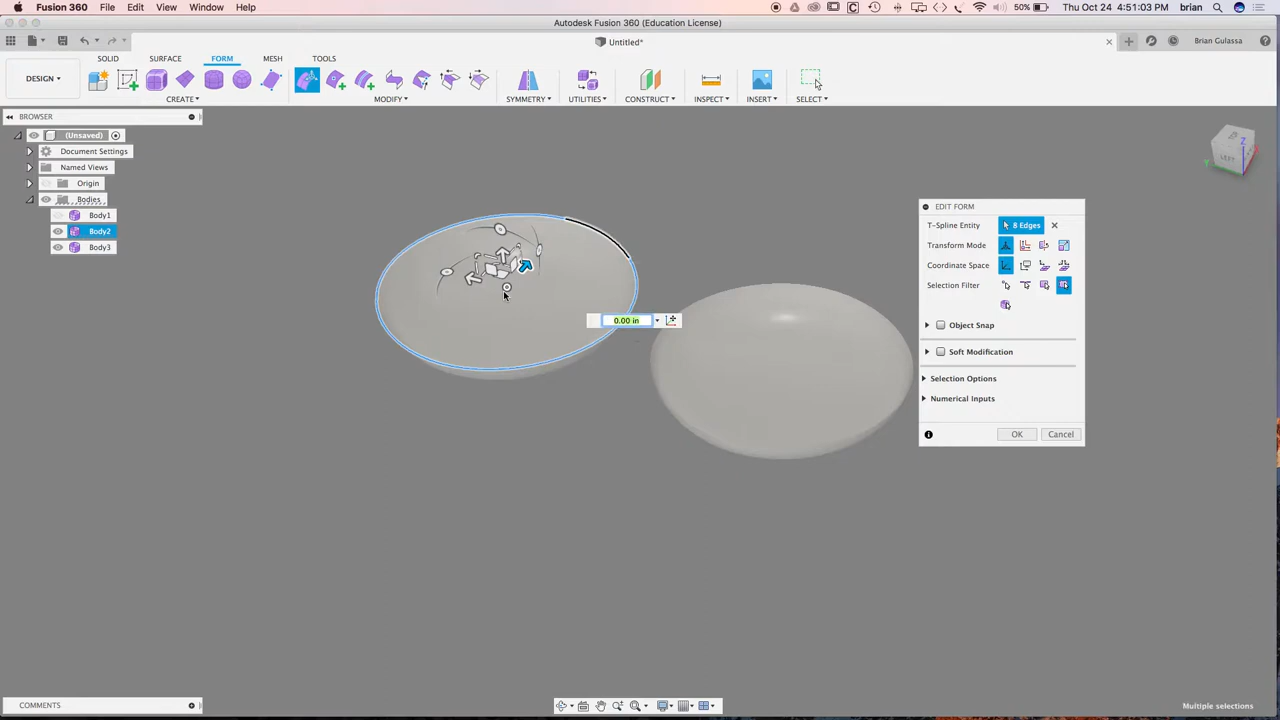 Fusion 360 File Edit View Window Help 50% Thu Oct 24 4:51:03 PM brian
Autodesk Fusion 360 (Education License)
Untitled*
Brian Gulassa
SOLID SURFACE FORM MESH TOOLS
DESIGN
CREATE MODIFY SYMMETRY UTILITIES CONSTRUCT INSPECT INSERT SELECT
BROWSER
(Unsaved)
Document Settings
Named Views
Origin
Bodies
Body1
Body2
Body3
LEFT
Z
Y
EDIT FORM
T-Spline Entity 8 Edges
Transform Mode
Coordinate Space
Selection Filter
0.00 in
Object Snap
Soft Modification
Selection Options
Numerical Inputs
OK Cancel
COMMENTS
Multiple selections